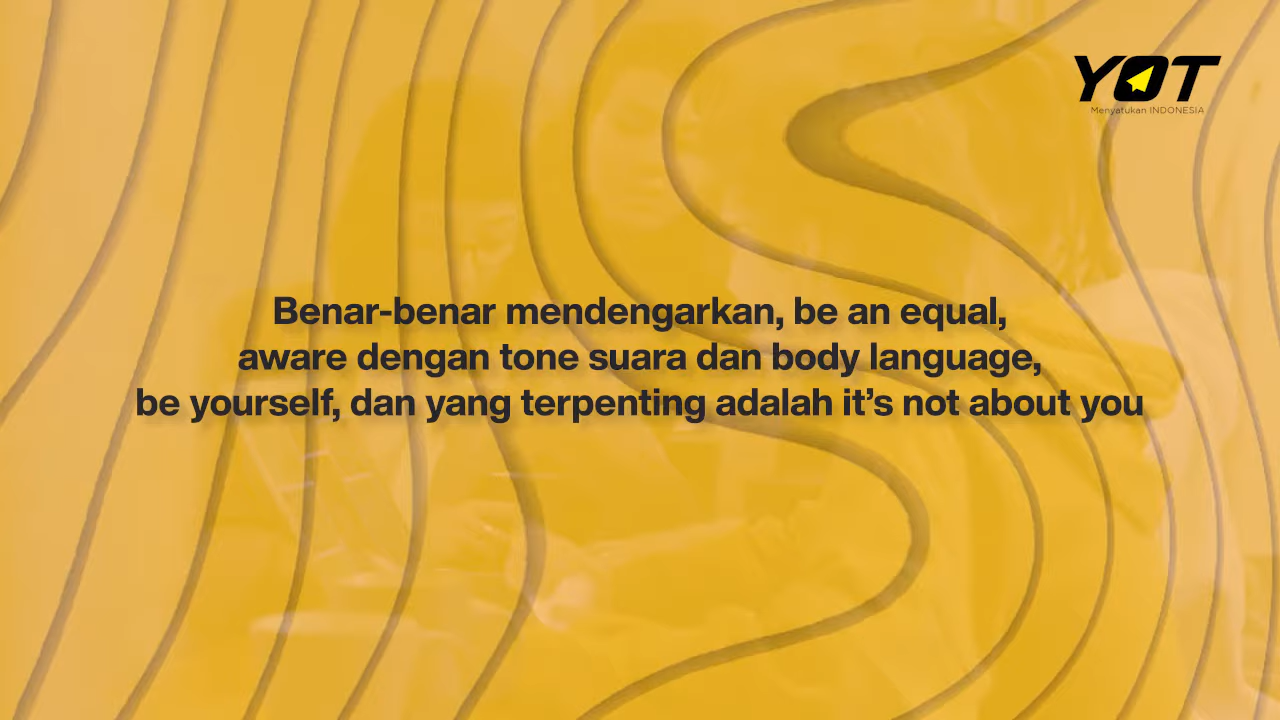 YOT
Menyatukan INDONESIA
Benar-benar mendengarkan, be an equal,
aware dengan tone suara dan body language,
be yourself, dan yang terpenting adalah it’s not about you